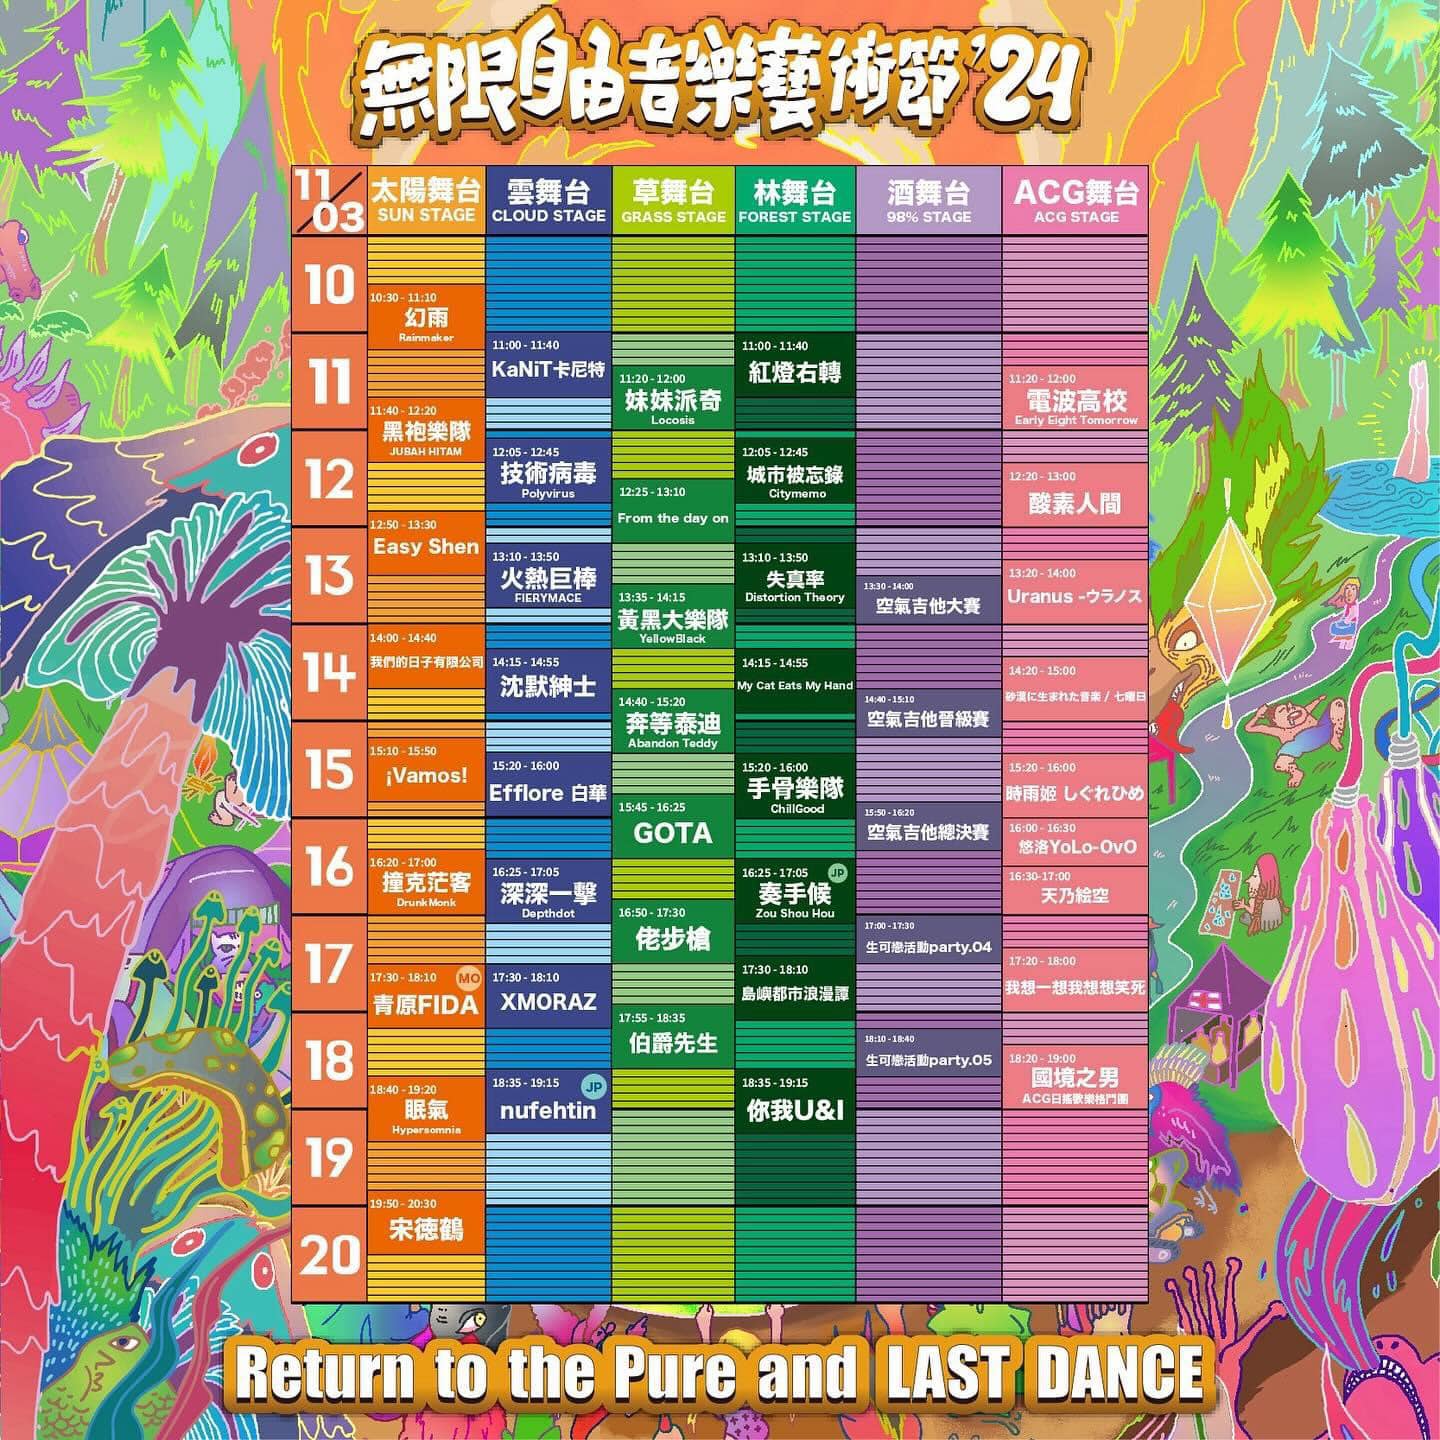 無限自由音樂藝術節'24
11/03
太陽舞台
SUN STAGE
雲舞台
CLOUD STAGE
草舞台
GRASS STAGE
林舞台
FOREST STAGE
酒舞台
98% STAGE
ACG舞台
ACG STAGE
10
11
12
13
14
15
16
17
18
19
20
10:30 - 11:10
幻雨
Rainmaker
11:40 - 12:20
黑袍樂隊
JUBAH HITAM
12:50 - 13:30
Easy Shen
14:00 - 14:40
我們的日子有限公司
15:10 - 15:50
¡Vamos!
16:20 - 17:00
撞克茫客
DrunkMonk
17:30 - 18:10
MO
青原FIDA
18:40 - 19:20
眠氣
Hypersomnia
19:50 - 20:30
宋德鶴
11:00 - 11:40
KaNiT卡尼特
12:05 - 12:45
技術病毒
Polyvirus
13:10 - 13:50
火熱巨棒
FIERYMACE
14:15 - 14:55
沈默紳士
15:20 - 16:00
Efflore 白華
16:25 - 17:05
深深一擊
Depthdot
17:30 - 18:10
XMORAZ
18:35 - 19:15
JP
nufehtin
11:20 - 12:00
妹妹派奇
Locosis
12:25 - 13:10
From the day on
13:35 - 14:15
黃黑大樂隊
YellowBlack
14:40 - 15:20
奔等泰迪
Abandon Teddy
15:45 - 16:25
GOTA
16:50 - 17:30
佬步槍
17:55 - 18:35
伯爵先生
11:00 - 11:40
紅燈右轉
12:05 - 12:45
城市被忘錄
Citymemo
13:10 - 13:50
失真率
Distortion Theory
14:15 - 14:55
My Cat Eats My Hand
15:20 - 16:00
手骨樂隊
ChillGood
16:25 - 17:05
JP
奏手候
Zou Shou Hou
17:30 - 18:10
島嶼都市浪漫譚
18:35 - 19:15
你我U&I
13:30 - 14:00
空氣吉他大賽
14:40 - 15:10
空氣吉他晉級賽
15:50 - 16:20
空氣吉他總決賽
17:00 - 17:30
生可戀活動party.04
18:10 - 18:40
生可戀活動party.05
11:20 - 12:00
電波高校
Early Eight Tomorrow
12:20 - 13:00
酸素人間
13:20 - 14:00
Uranus -ウラノス
14:20 - 15:00
砂漠に生まれた音楽 / 七曜日
15:20 - 16:00
時雨姬 しぐれひめ
16:00 - 16:30
悠洛YoLo-OvO
16:30-17:00
天乃絵空
17:20 - 18:00
我想一想我想想笑死
18:20 - 19:00
國境之男
ACG日搖歡樂格鬥團
Return to the Pure and LAST DANCE